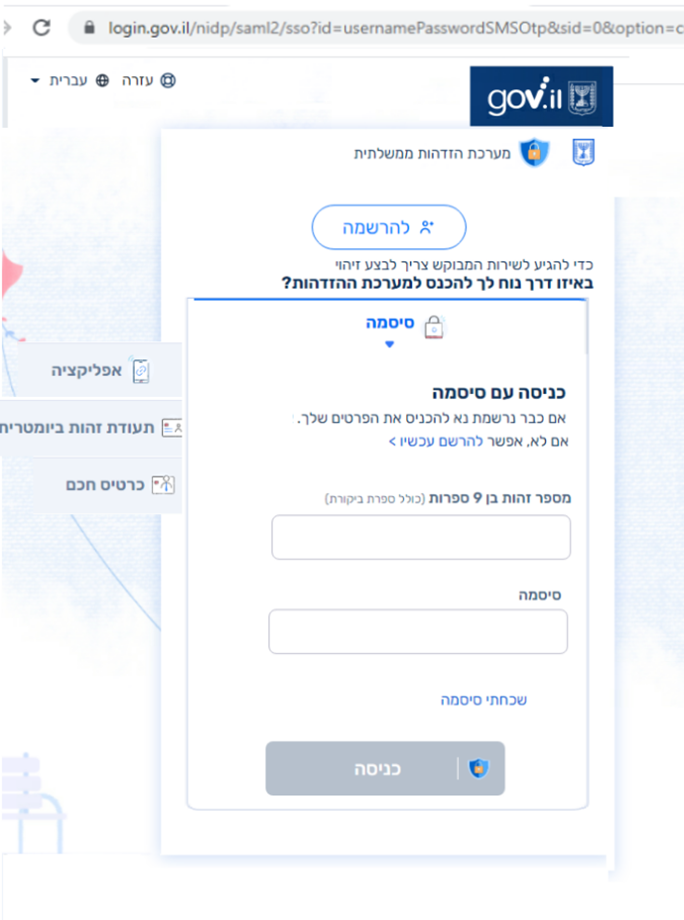 login.gov.il/nidp/saml2/sso?id=usernamePasswordSMSOtp&sid=0&option=c
עזרה עברית
gov.il
מערכת הזדהות ממשלתית
להרשמה
כדי להגיע לשירות המבוקש צריך לבצע זיהוי
באיזו דרך נוח לך להכנס למערכת ההזדהות?
סיסמה
אפליקציה
תעודת זהות ביומטרית
כרטיס חכם
כניסה עם סיסמה
אם כבר נרשמת נא להכניס את הפרטים שלך.
אם לא, אפשר להרשם עכשיו >
מספר זהות בן 9 ספרות (כולל ספרת ביקורת)
סיסמה
שכחתי סיסמה
כניסה